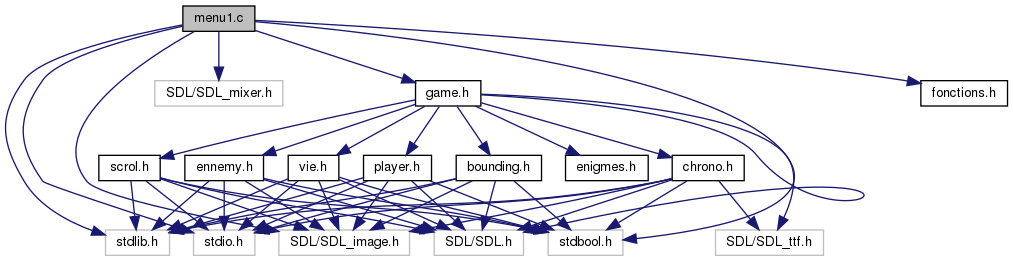 menu1.c
SDL/SDL_mixer.h
game.h
fonctions.h
scrol.h
ennemy.h
vie.h
player.h
bounding.h
enigmes.h
chrono.h
stdlib.h
stdio.h
SDL/SDL_image.h
SDL/SDL.h
stdbool.h
SDL/SDL_ttf.h